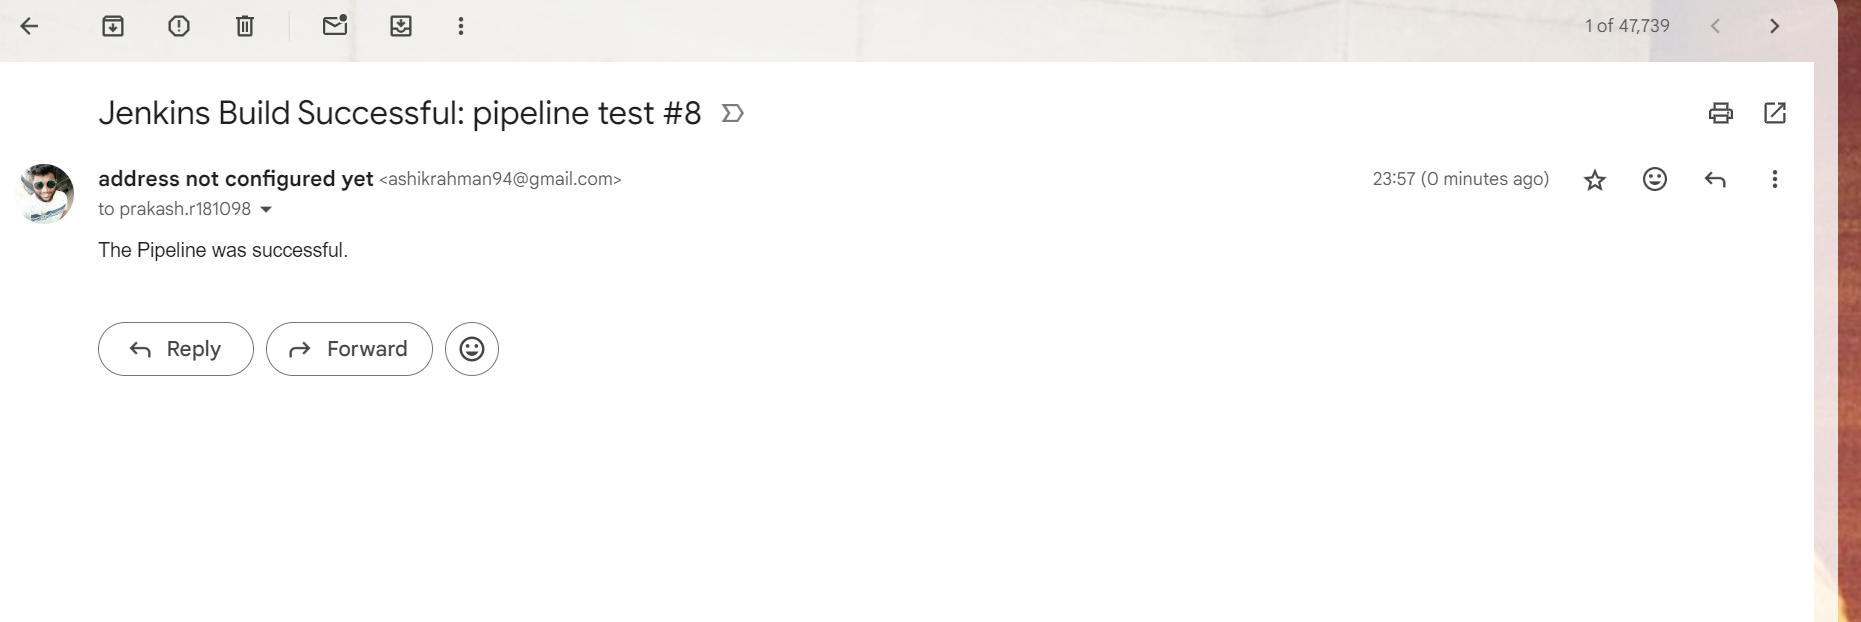 1 of 47,739
Jenkins Build Successful: pipeline test #8
address not configured yet <ashikrahman94@gmail.com>
23:57 (0 minutes ago)
to prakash.r181098
The Pipeline was successful.
Reply
Forward